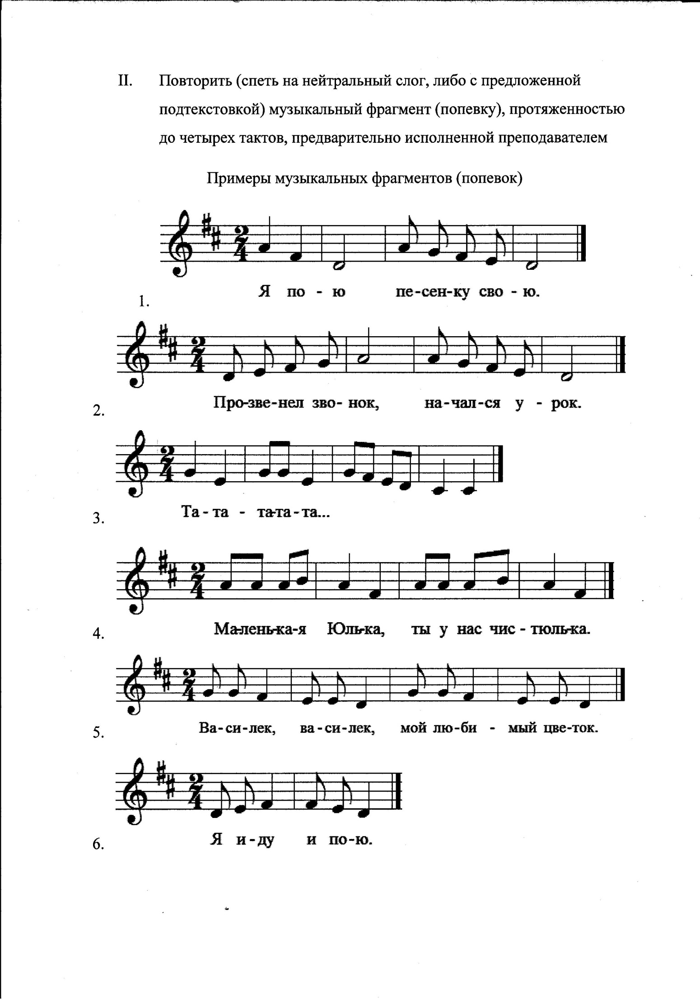 II. Повторить (спеть на нейтральный слог, либо с предложенной
подтекстовкой) музыкальный фрагмент (попевку), протяженностью
до четырех тактов, предварительно исполненной преподавателем
Примеры музыкальных фрагментов (попевок)
2/4
1. Я по - ю пе-сен-ку сво - ю.
2/4
2. Про-зве-нел зво- нок, на-чал-ся у - рок.
2/4
3. Та - та - та-та-та...
2/4
4. Ма-лень-ка-я Юль-ка, ты у нас чис - тюль-ка.
2/4
5. Ва-си-лек, ва-си-лек, мой лю-би - мый цве-ток.
2/4
6. Я и-ду и по-ю.